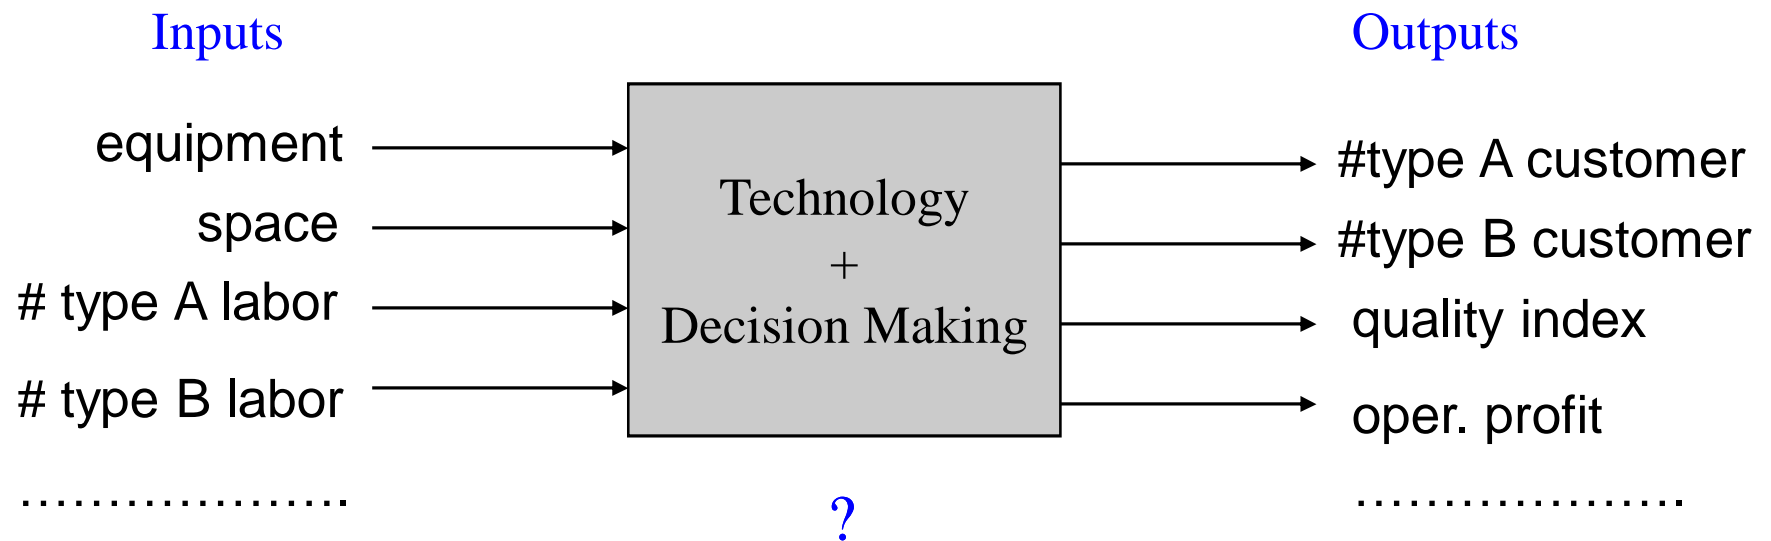 Inputs
Outputs
equipment
space
# type A labor
# type B labor
……………….
Technology
+
Decision Making
?
#type A customer
#type B customer
quality index
oper. profit
……………….